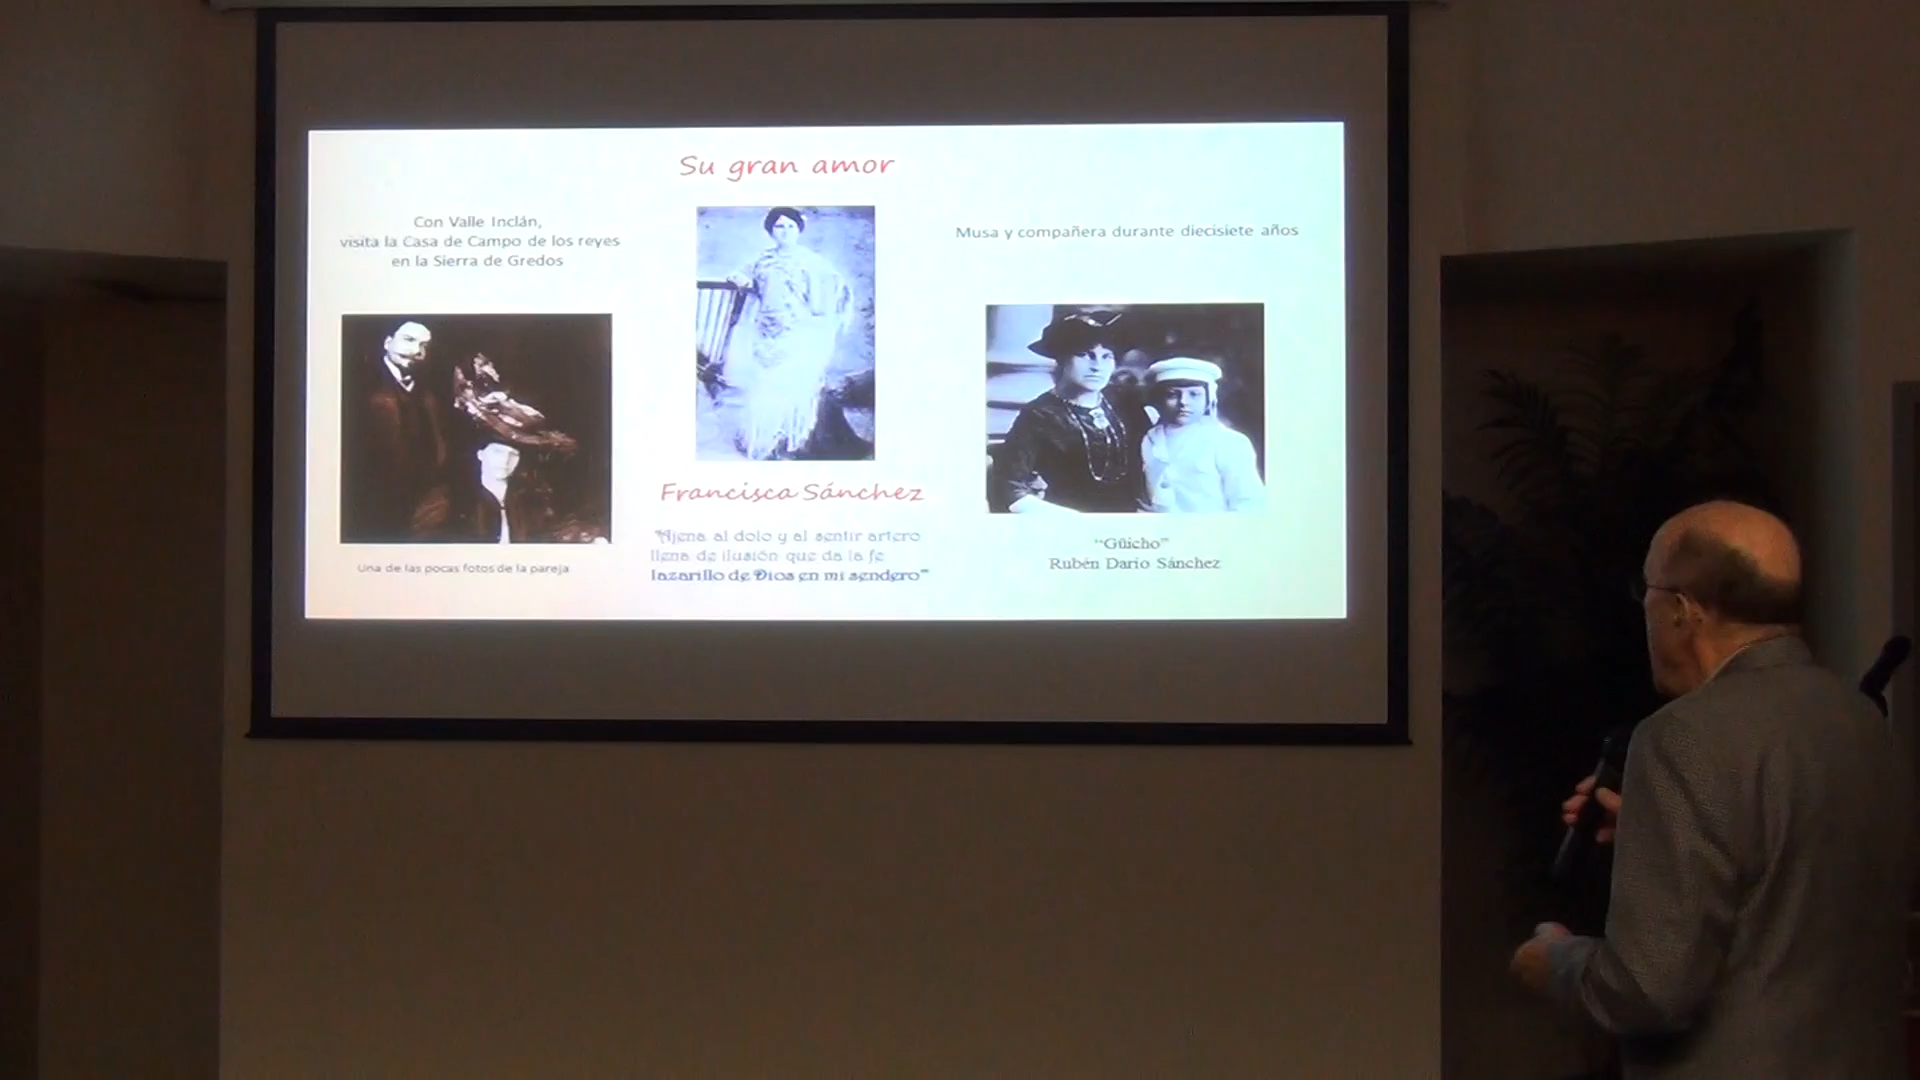 Su gran amor
Con Valle Inclán,
visita la Casa de Campo de los reyes
en la Sierra de Gredos
Una de las pocas fotos de la pareja
Francisca Sánchez
"Ajena al dolo y al sentir artero
llena de ilusión que da la fe
lazarillo de Dios en mi sendero"
Musa y compañera durante diecisiete años
"Güicho"
Rubén Darío Sánchez